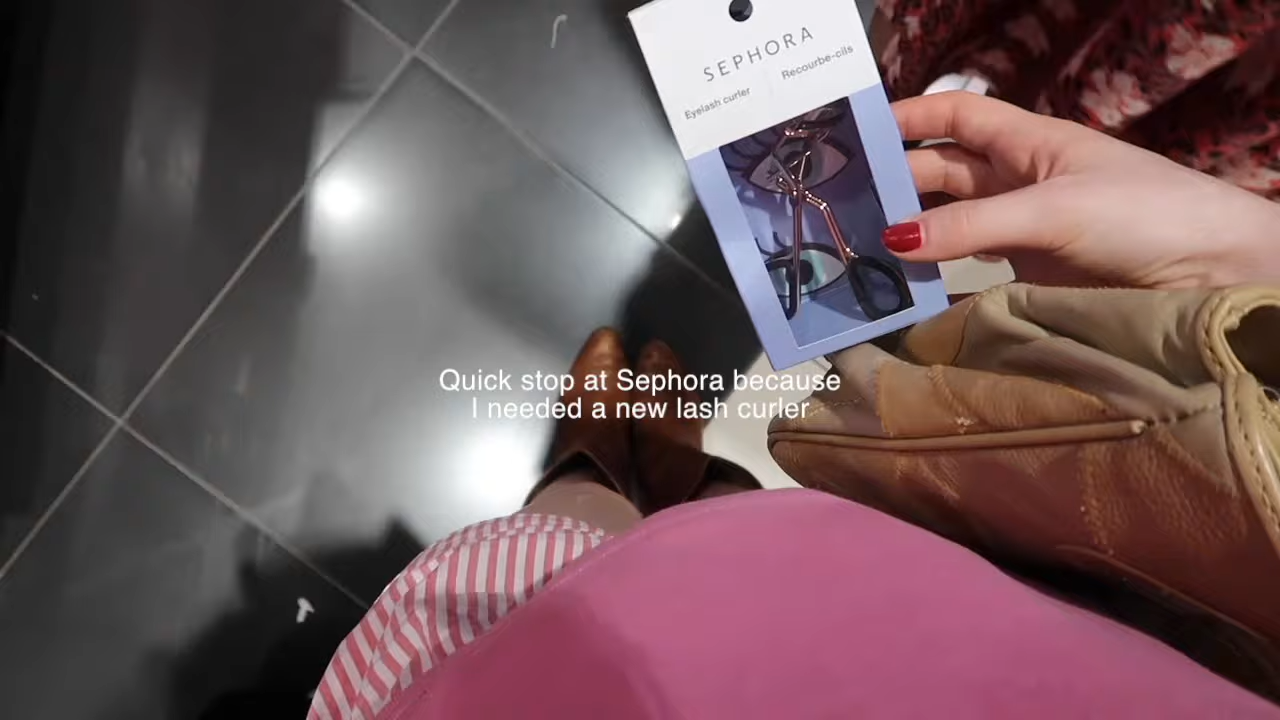 SEPHORA
Eyelash curler
Recourbe-cils
Quick stop at Sephora because
I needed a new lash curler